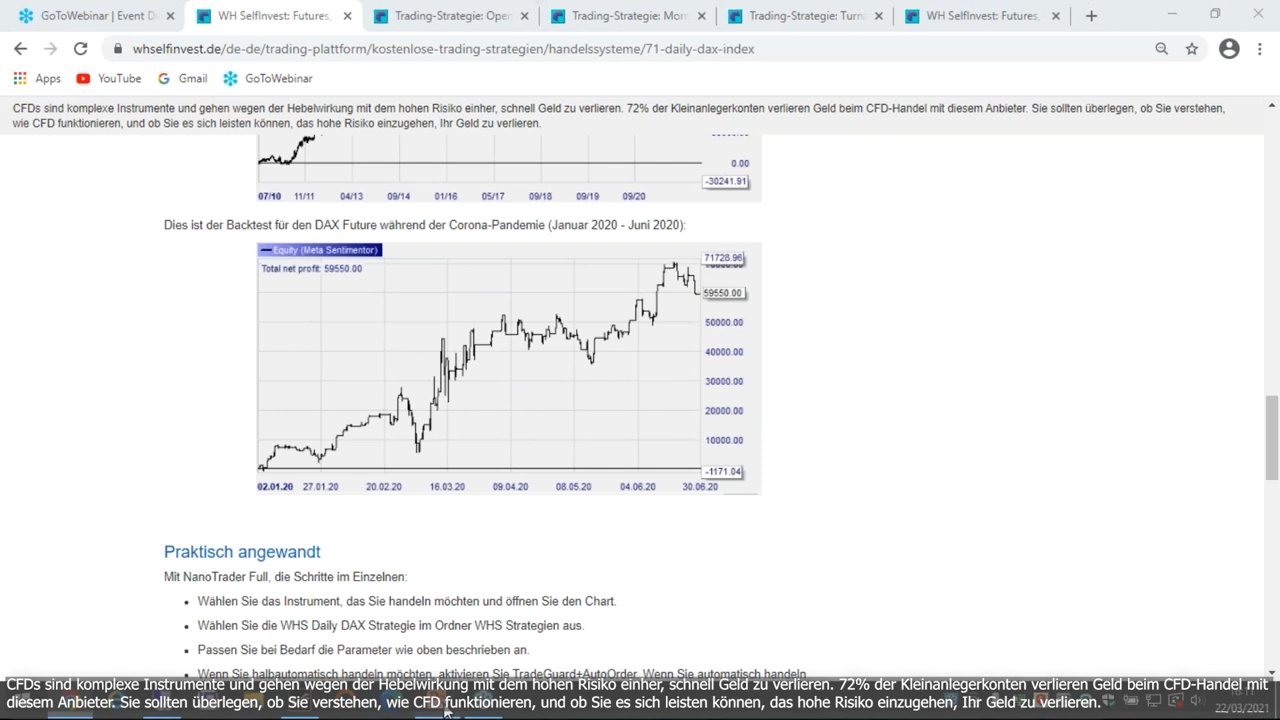 GoToWebinar | Event D
WH SelfInvest: Futures,
Trading-Strategie: Open
Trading-Strategie: Morr
Trading-Strategie: Turn
WH SelfInvest: Futures,
whselfinvest.de/de-de/trading-plattform/kostenlose-trading-strategien/handelssysteme/71-daily-dax-index
Apps
YouTube
Gmail
GoToWebinar
CFDs sind komplexe Instrumente und gehen wegen der Hebelwirkung mit dem hohen Risiko einher, schnell Geld zu verlieren. 72% der Kleinanlegerkonten verlieren Geld beim CFD-Handel mit diesem Anbieter. Sie sollten überlegen, ob Sie verstehen,
wie CFD funktionieren, und ob Sie es sich leisten können, das hohe Risiko einzugehen, Ihr Geld zu verlieren.
0.00
-30241.91
07/10 11/11 04/13 09/14 01/16 05/17 09/18 09/19 09/20
Dies ist der Backtest für den DAX Future während der Corona-Pandemie (Januar 2020 - Juni 2020):
Equity (Meta Sentimentor)
Total net profit: 59550.00
71728.96
59550.00
50000.00
40000.00
30000.00
20000.00
10000.00
-1171.04
02.01.20 27.01.20 20.02.20 16.03.20 09.04.20 08.05.20 04.06.20 30.06.20
Praktisch angewandt
Mit NanoTrader Full, die Schritte im Einzelnen:
Wählen Sie das Instrument, das Sie handeln möchten und öffnen Sie den Chart.
Wählen Sie die WHS Daily DAX Strategie im Ordner WHS Strategien aus.
Passen Sie bei Bedarf die Parameter wie oben beschrieben an.
Wenn Sie halbautomatisch handeln möchten, aktivieren Sie TradeGuard+AutoOrder. Wenn Sie automatisch handeln
CFDs sind komplexe Instrumente und gehen wegen der Hebelwirkung mit dem hohen Risiko einher, schnell Geld zu verlieren. 72% der Kleinanlegerkonten verlieren Geld beim CFD-Handel mit
diesem Anbieter. Sie sollten überlegen, ob Sie verstehen, wie CFD funktionieren, und ob Sie es sich leisten können, das hohe Risiko einzugehen, Ihr Geld zu verlieren.
22/03/2021